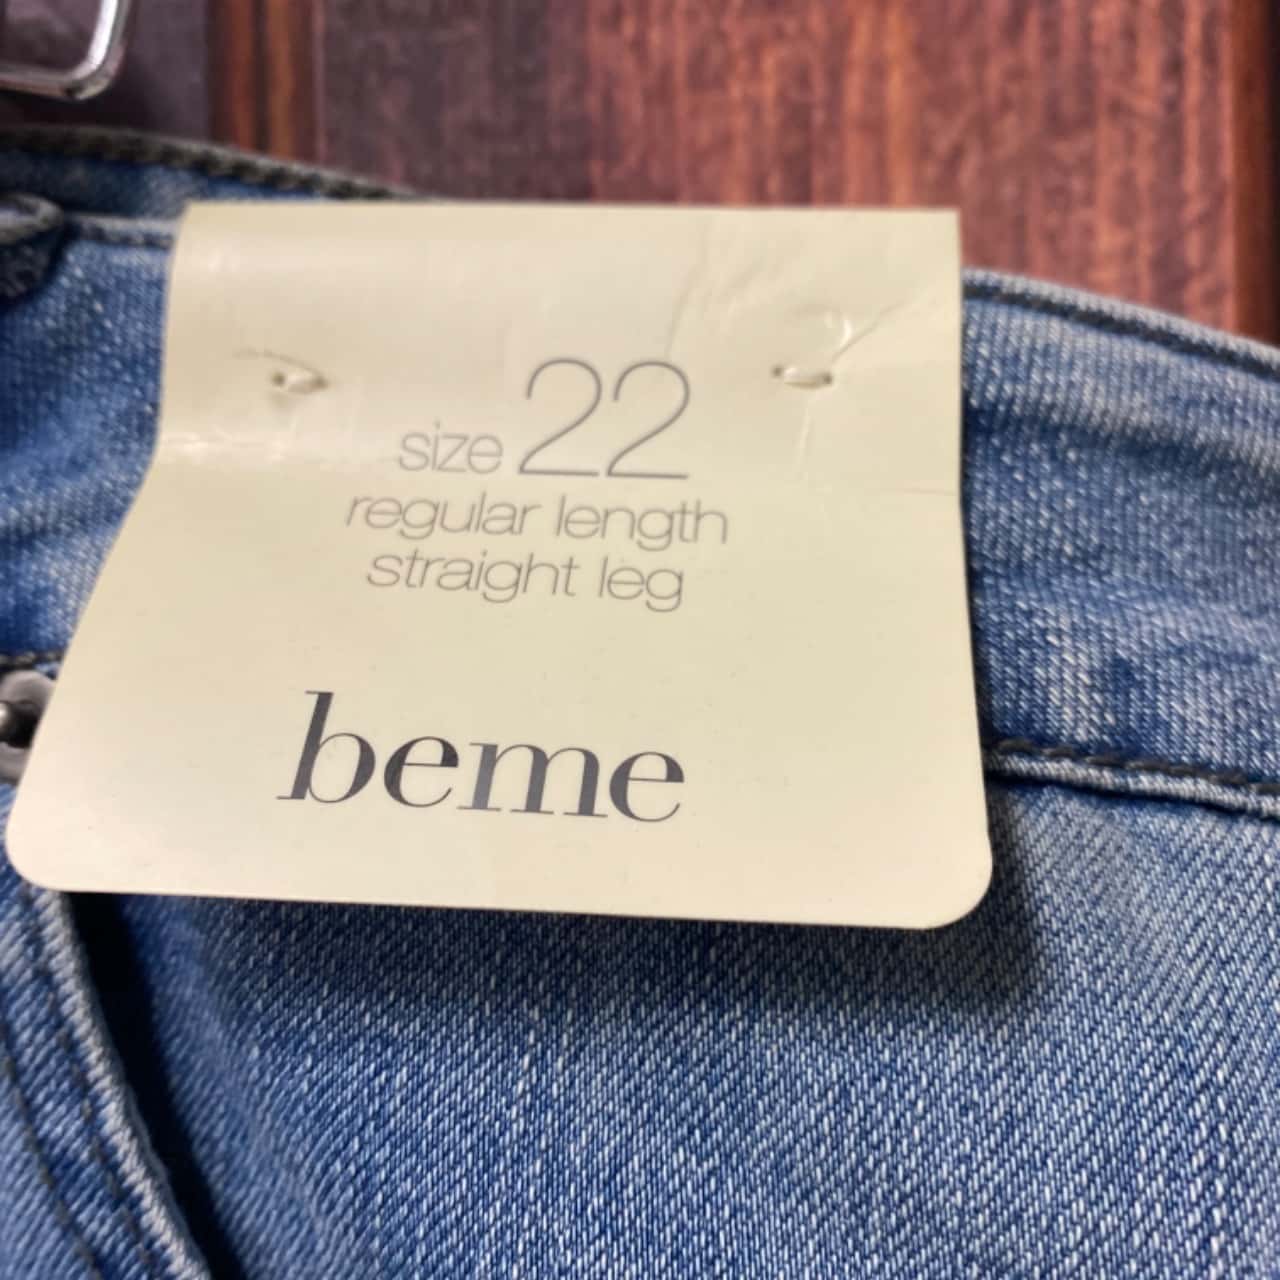 size 22
regular length
straight leg
beme